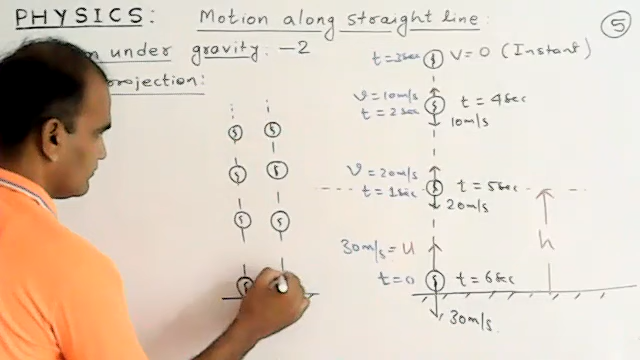 PHYSICS: Motion along straight line: 5
under gravity: -2
projection:
t=3sec V=0 (Instant)
v=10m/s
t=2sec t=4sec
10m/s
v=20m/s
t=1sec t=5sec
20m/s
h
30m/s=u
t=0 t=6sec
30m/s